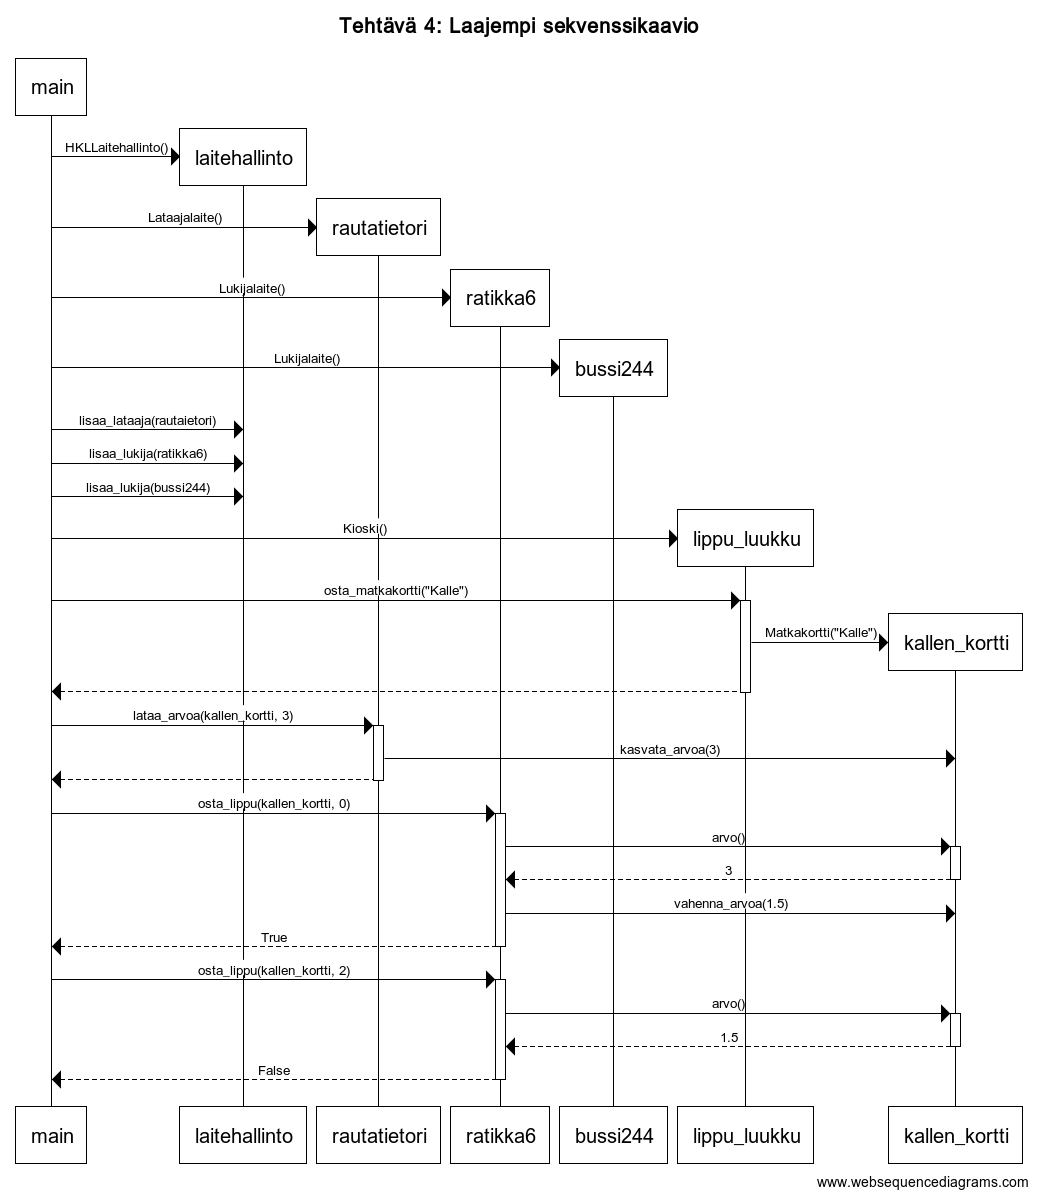 Tehtävä 4: Laajempi sekvenssikaavio
main
HKLLaitehallinto()
laitehallinto
Lataajalaite()
rautatietori
Lukijalaite()
ratikka6
Lukijalaite()
bussi244
lisaa_lataaja(rautaietori)
lisaa_lukija(ratikka6)
lisaa_lukija(bussi244)
Kioski()
lippu_luukku
osta_matkakortti("Kalle")
Matkakortti("Kalle")
kallen_kortti
lataa_arvoa(kallen_kortti, 3)
kasvata_arvoa(3)
osta_lippu(kallen_kortti, 0)
arvo()
3
vahenna_arvoa(1.5)
True
osta_lippu(kallen_kortti, 2)
arvo()
1.5
False
main laitehallinto rautatietori ratikka6 bussi244 lippu_luukku kallen_kortti
www.websequencediagrams.com